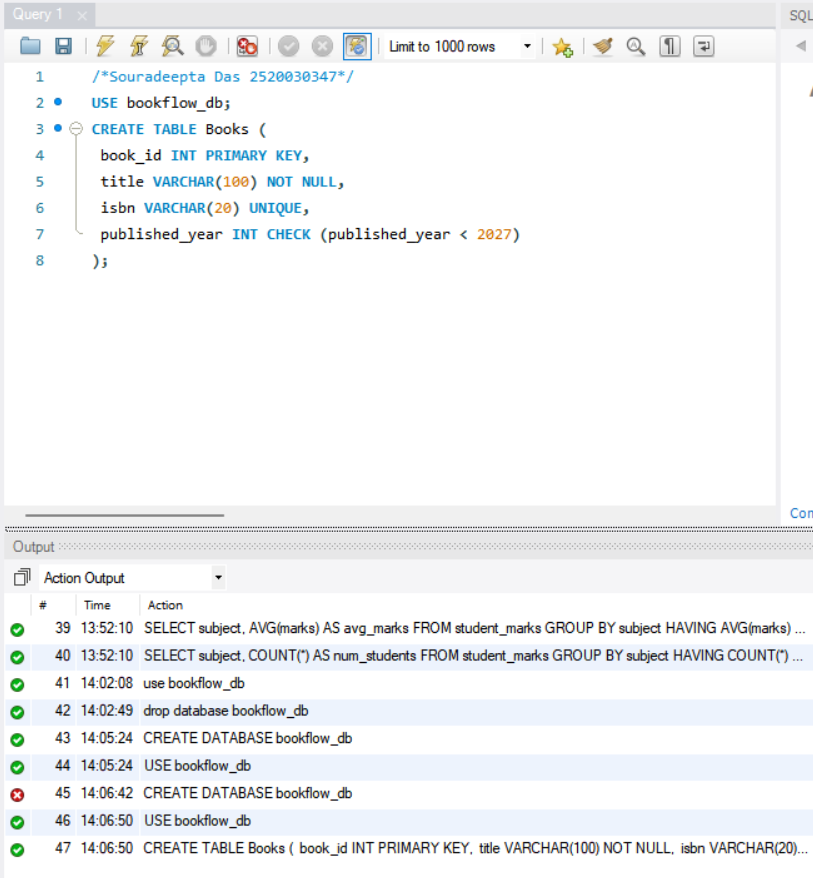 Query 1
SQL
Limit to 1000 rows
1 /*Souradeepta Das 2520030347*/
2 USE bookflow_db;
3 CREATE TABLE Books (
4 book_id INT PRIMARY KEY,
5 title VARCHAR(100) NOT NULL,
6 isbn VARCHAR(20) UNIQUE,
7 published_year INT CHECK (published_year < 2027)
8 );
Output
Action Output
# Time Action
39 13:52:10 SELECT subject, AVG(marks) AS avg_marks FROM student_marks GROUP BY subject HAVING AVG(marks) ...
40 13:52:10 SELECT subject, COUNT(*) AS num_students FROM student_marks GROUP BY subject HAVING COUNT(*) ...
41 14:02:08 use bookflow_db
42 14:02:49 drop database bookflow_db
43 14:05:24 CREATE DATABASE bookflow_db
44 14:05:24 USE bookflow_db
45 14:06:42 CREATE DATABASE bookflow_db
46 14:06:50 USE bookflow_db
47 14:06:50 CREATE TABLE Books ( book_id INT PRIMARY KEY, title VARCHAR(100) NOT NULL, isbn VARCHAR(20)...